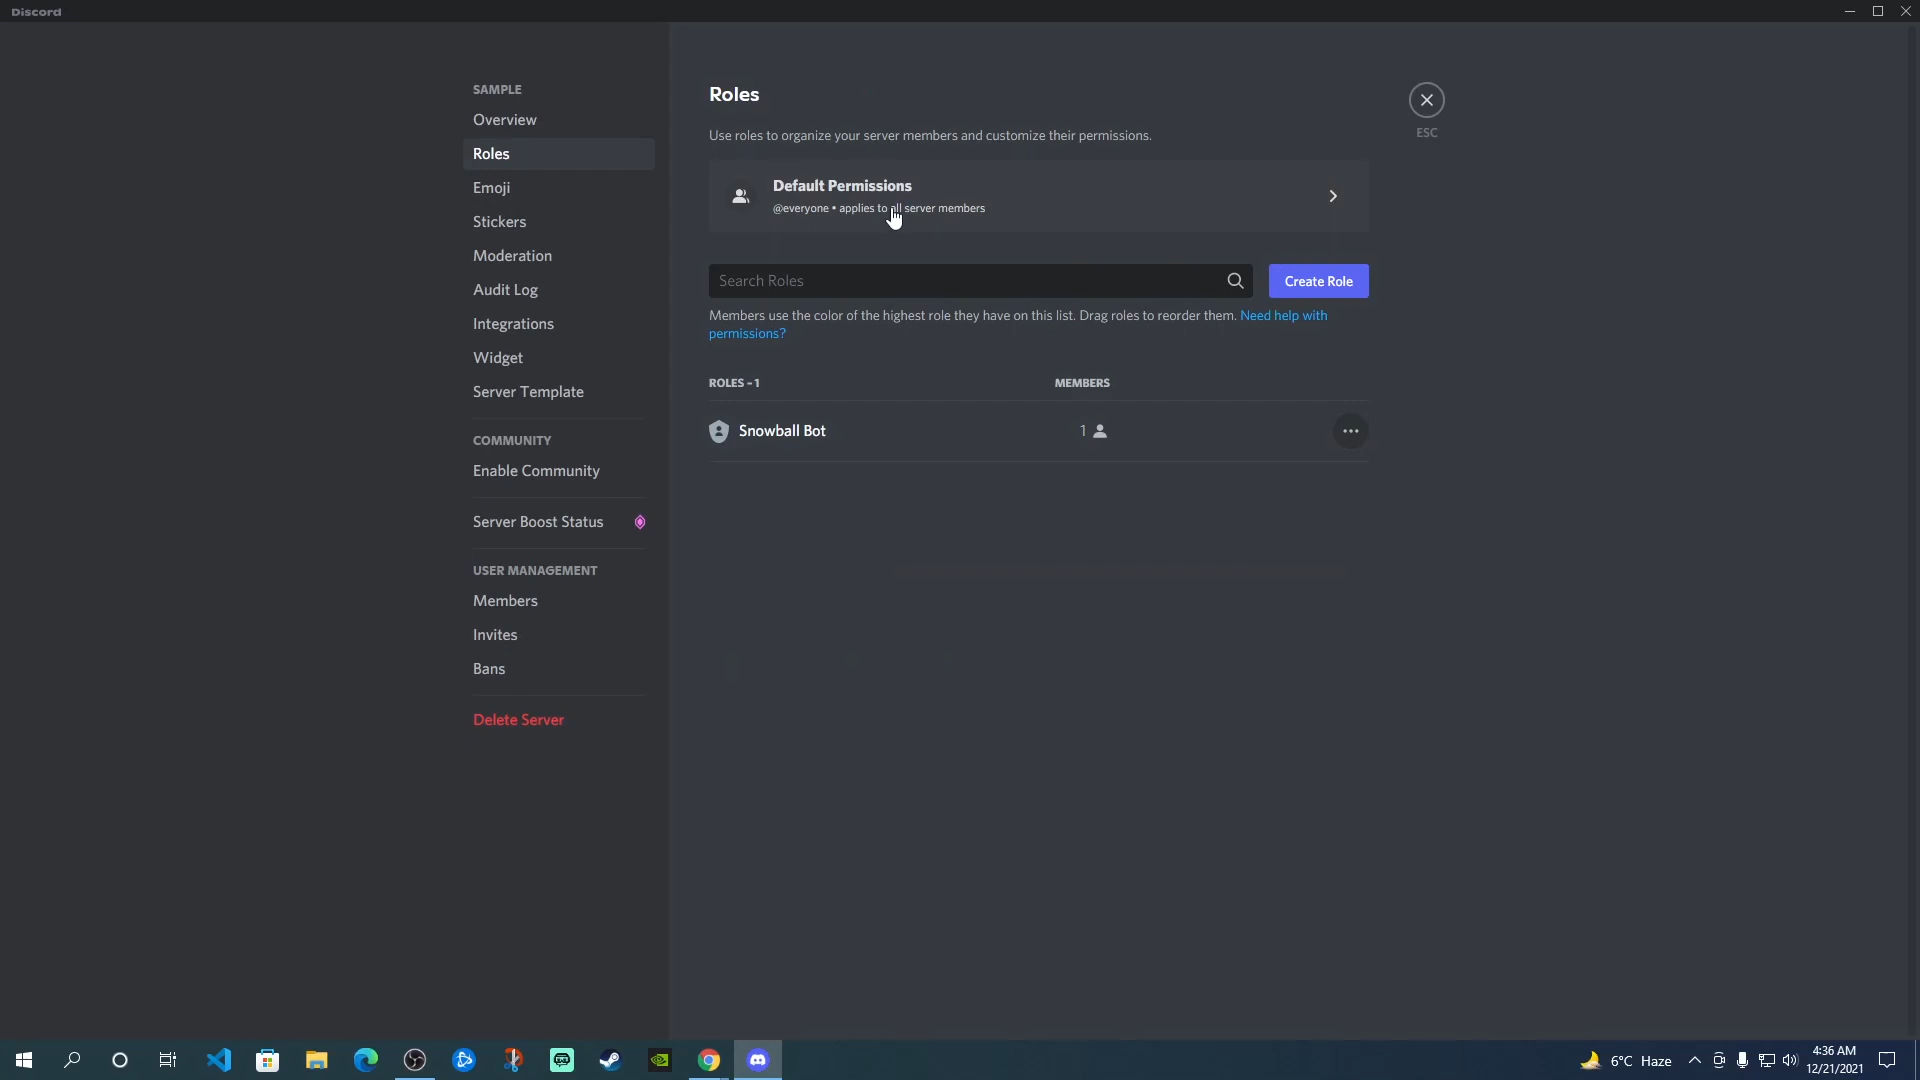 Discord
SAMPLE
Overview
Roles
Emoji
Stickers
Moderation
Audit Log
Integrations
Widget
Server Template
COMMUNITY
Enable Community
Server Boost Status
USER MANAGEMENT
Members
Invites
Bans
Delete Server
Roles
Use roles to organize your server members and customize their permissions.
Default Permissions
@everyone • applies to all server members
Search Roles
Create Role
Members use the color of the highest role they have on this list. Drag roles to reorder them. Need help with
permissions?
ROLES – 1
MEMBERS
Snowball Bot
1
ESC
6°C Haze
4:36 AM
12/21/2021